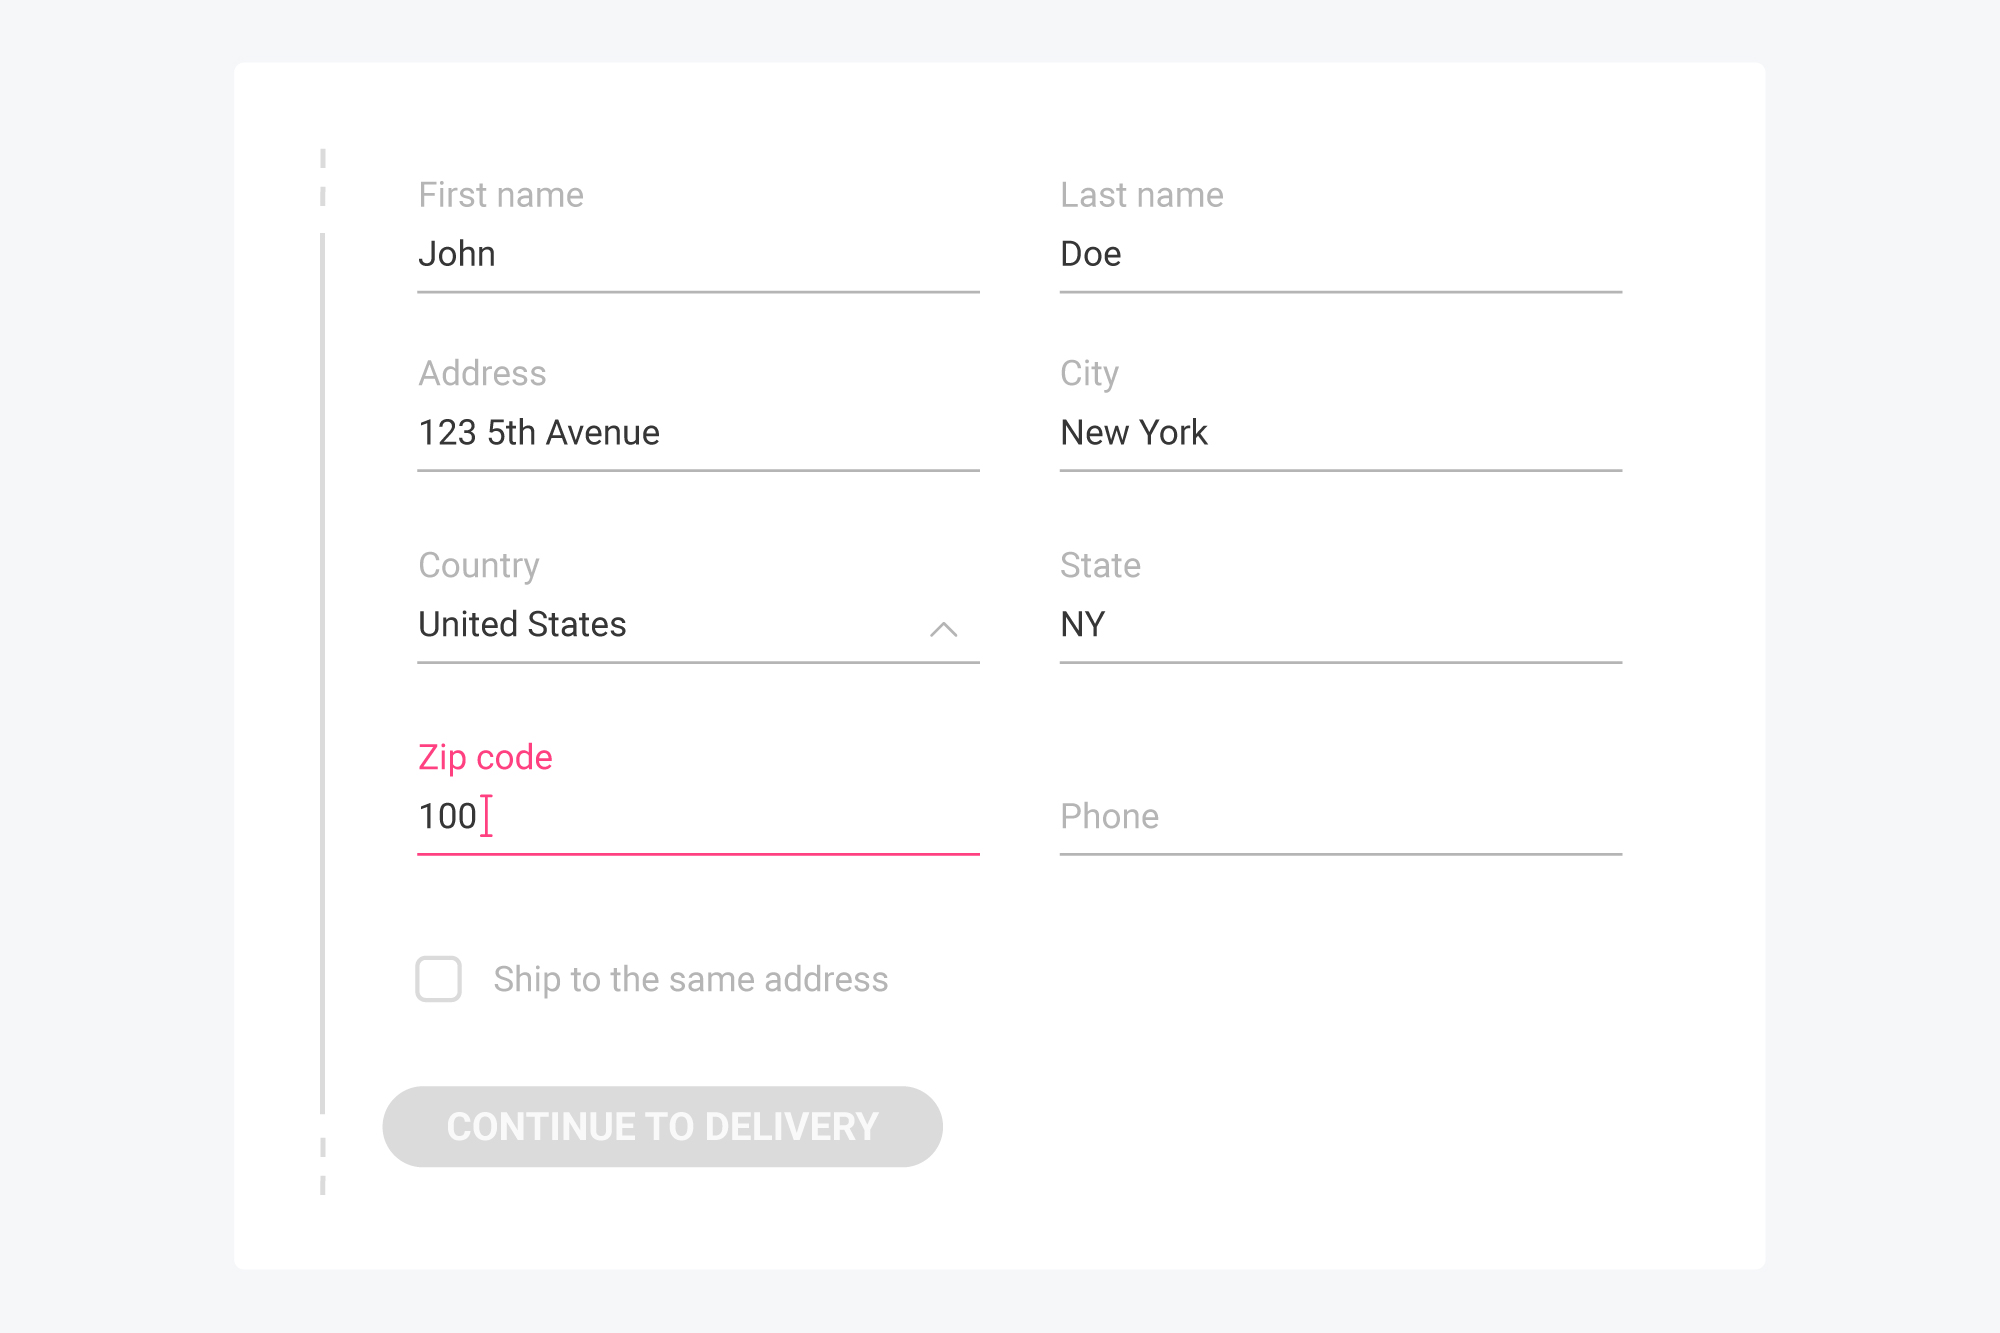 First name
John
Last name
Doe
Address
123 5th Avenue
City
New York
Country
United States
State
NY
Zip code
100
Phone
Ship to the same address
CONTINUE TO DELIVERY